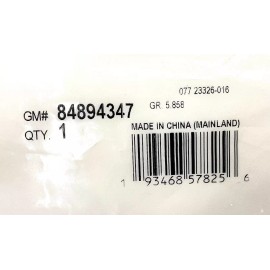 077 23326-016
GR 5.858
GM# 84894347
QTY. 1
MADE IN CHINA (MAINLAND)
1 93468 57825 6